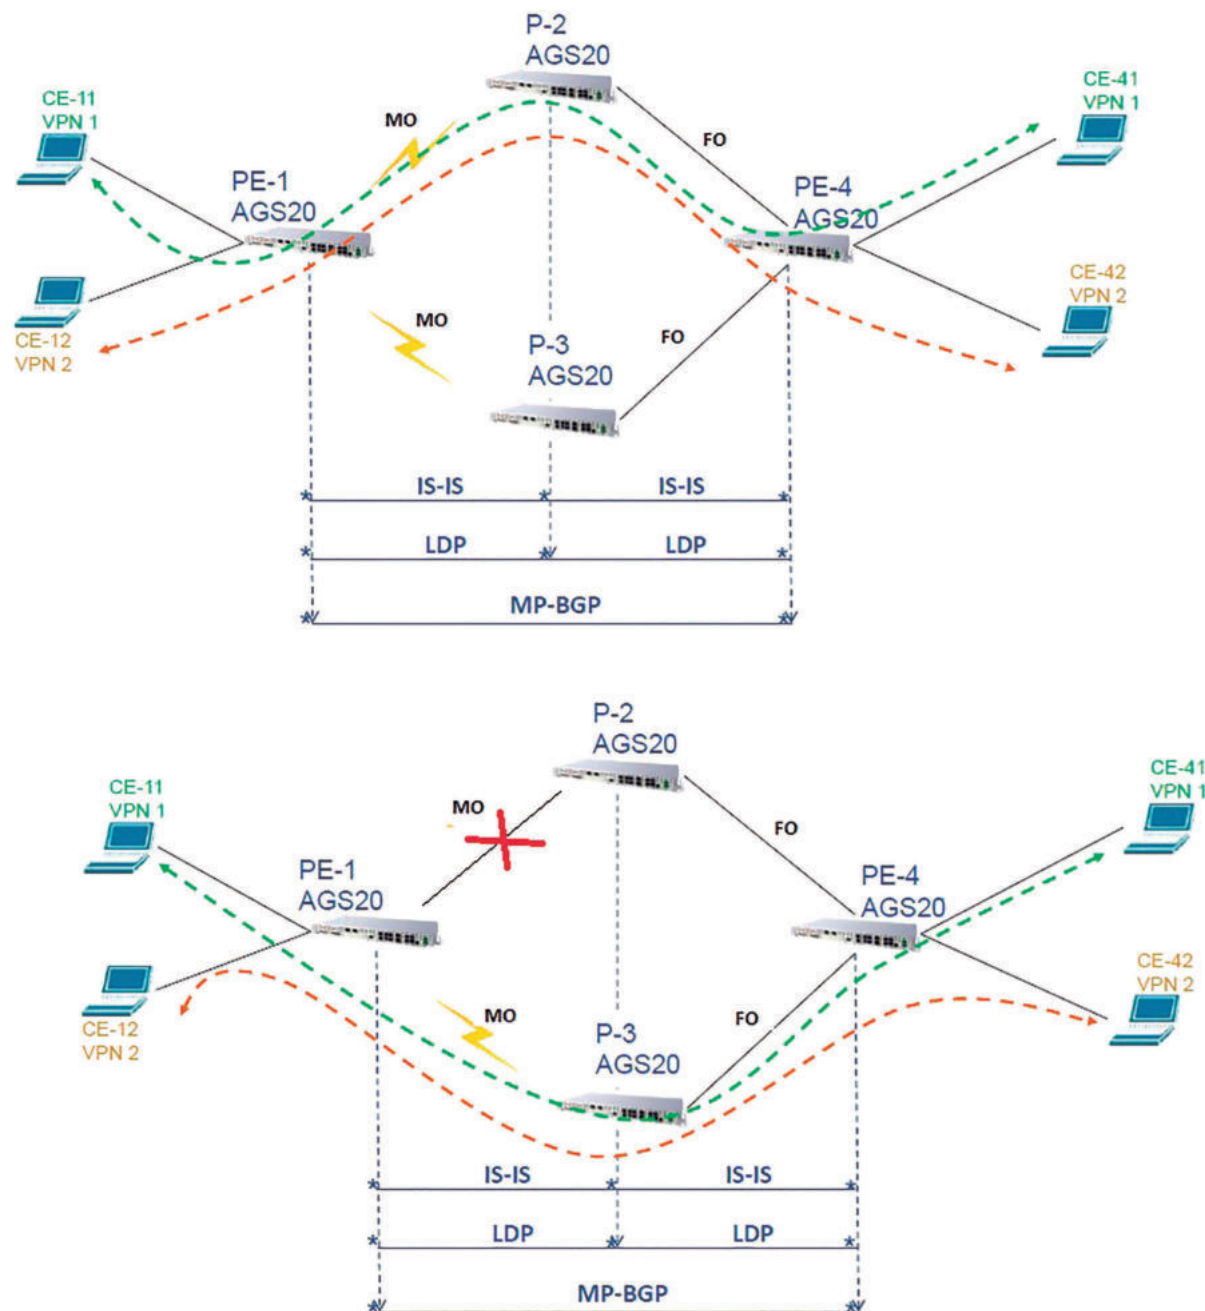 P-2
AGS20
CE-11
VPN 1
MO
CE-41
VPN 1
FO
PE-1
AGS20
PE-4
AGS20
CE-12
VPN 2
MO
P-3
AGS20
FO
CE-42
VPN 2
IS-IS IS-IS
LDP LDP
MP-BGP
P-2
AGS20
CE-11
VPN 1
MO
CE-41
VPN 1
FO
PE-1
AGS20
PE-4
AGS20
CE-12
VPN 2
MO
P-3
AGS20
FO
CE-42
VPN 2
IS-IS IS-IS
LDP LDP
MP-BGP